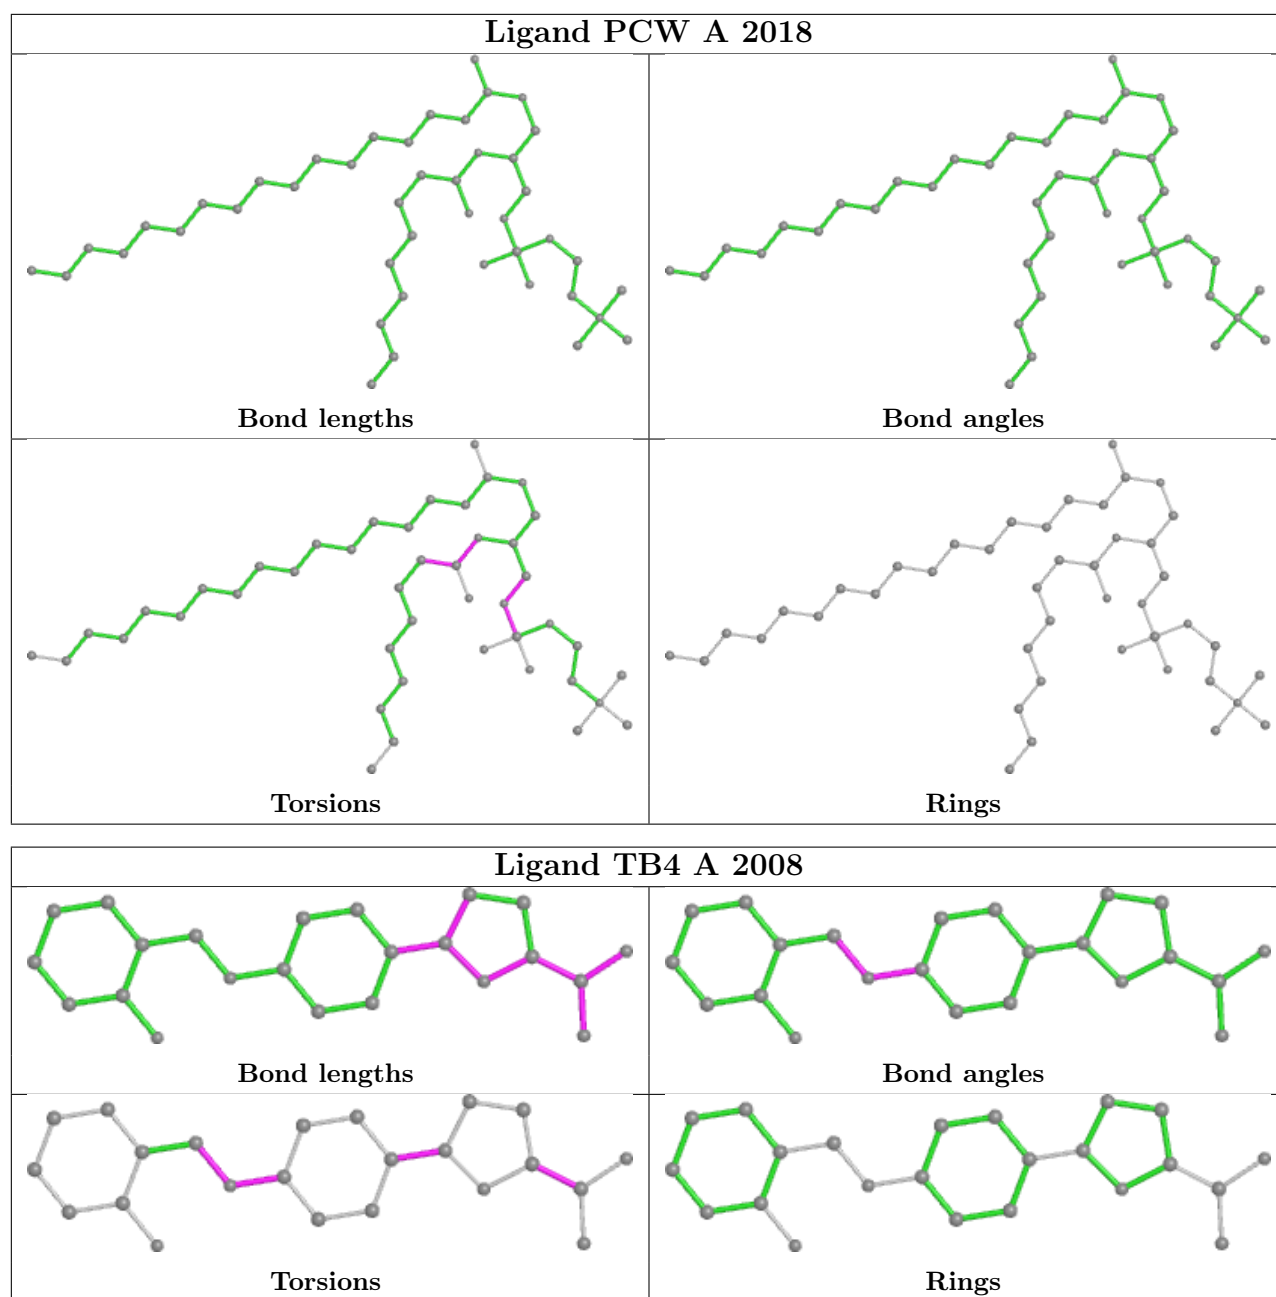 Ligand PCW A 2018
Bond lengths
Bond angles
Torsions
Rings
Ligand TB4 A 2008
Bond lengths
Bond angles
Torsions
Rings